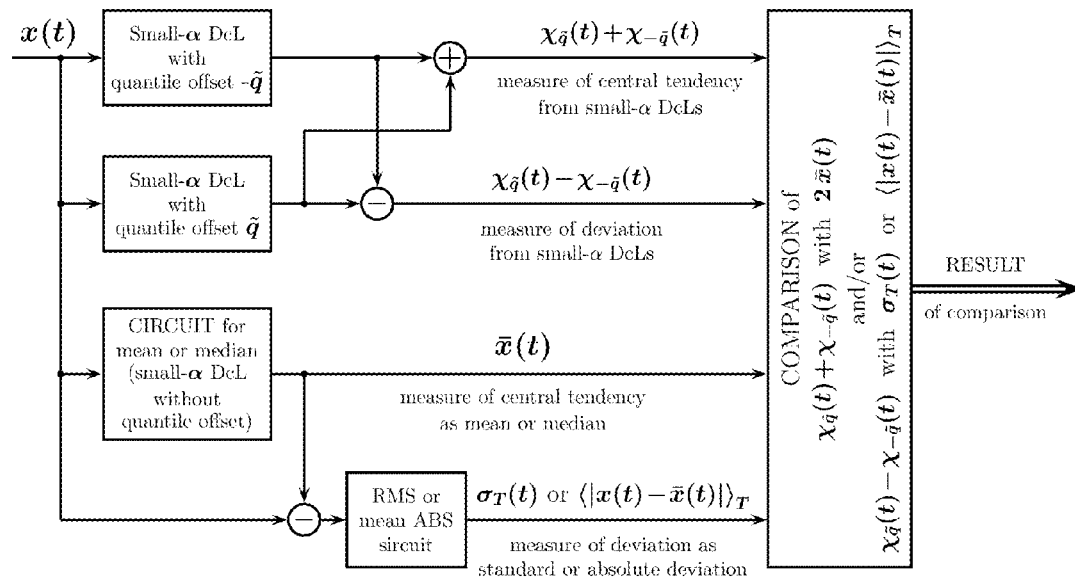 x(t)
Small-α DcL
with
quantile offset -q̃
+
χ_q̃(t)+χ_-q̃(t)
measure of central tendency
from small-α DcLs
Small-α DcL
with
quantile offset q̃
−
χ_q̃(t)−χ_-q̃(t)
measure of deviation
from small-α DcLs
CIRCUIT for
mean or median
(small-α DcL
without
quantile offset)
x̄(t)
measure of central tendency
as mean or median
−
RMS or
mean ABS
sircuit
σ_T(t) or ⟨|x(t)−x̄(t)|⟩_T
measure of deviation as
standard or absolute deviation
COMPARISON of
χ_q̃(t)+χ_-q̃(t) with 2x̄(t)
and/or
χ_q̃(t)−χ_-q̃(t) with σ_T(t) or ⟨|x(t)−x̄(t)|⟩_T
RESULT
of comparison